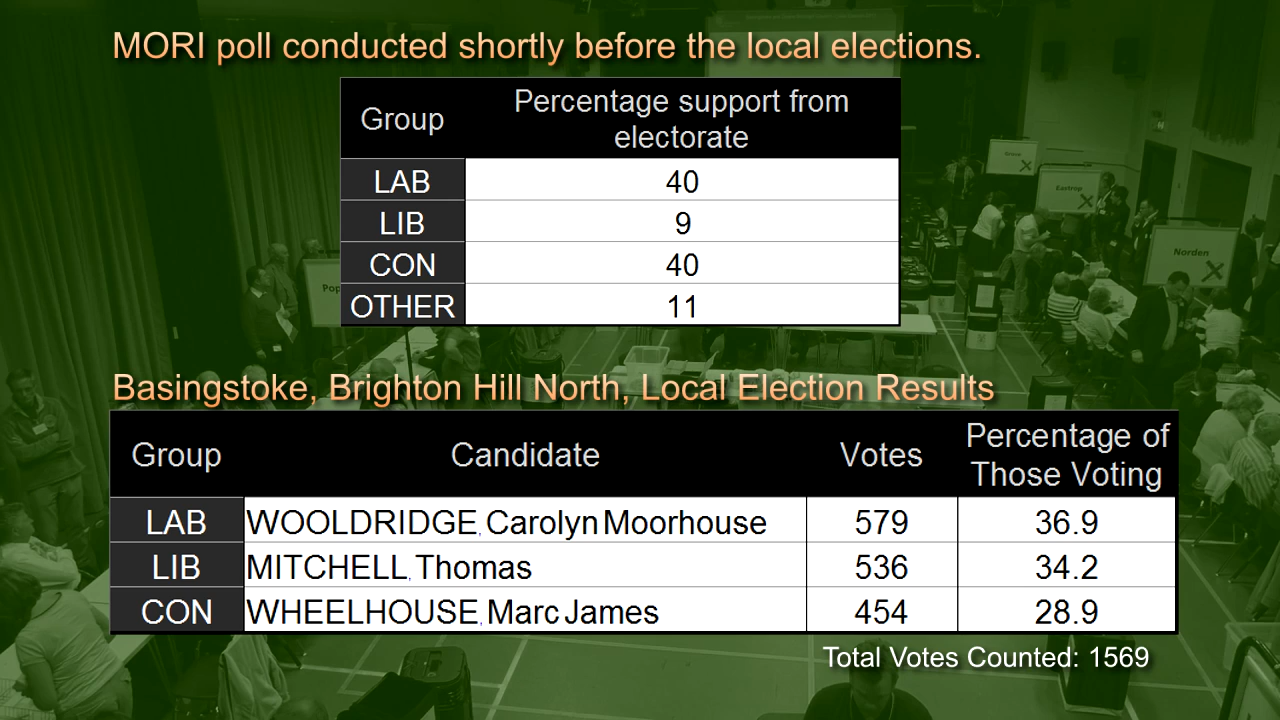 MORI poll conducted shortly before the local elections.
Group
Percentage support from
electorate
LAB 40
LIB 9
CON 40
OTHER 11
Eastrop
Norden
Pop
Basingstoke, Brighton Hill North, Local Election Results
Group Candidate Votes
Percentage of
Those Voting
LAB WOOLDRIDGE, Carolyn Moorhouse 579 36.9
LIB MITCHELL, Thomas 536 34.2
CON WHEELHOUSE, Marc James 454 28.9
Total Votes Counted: 1569